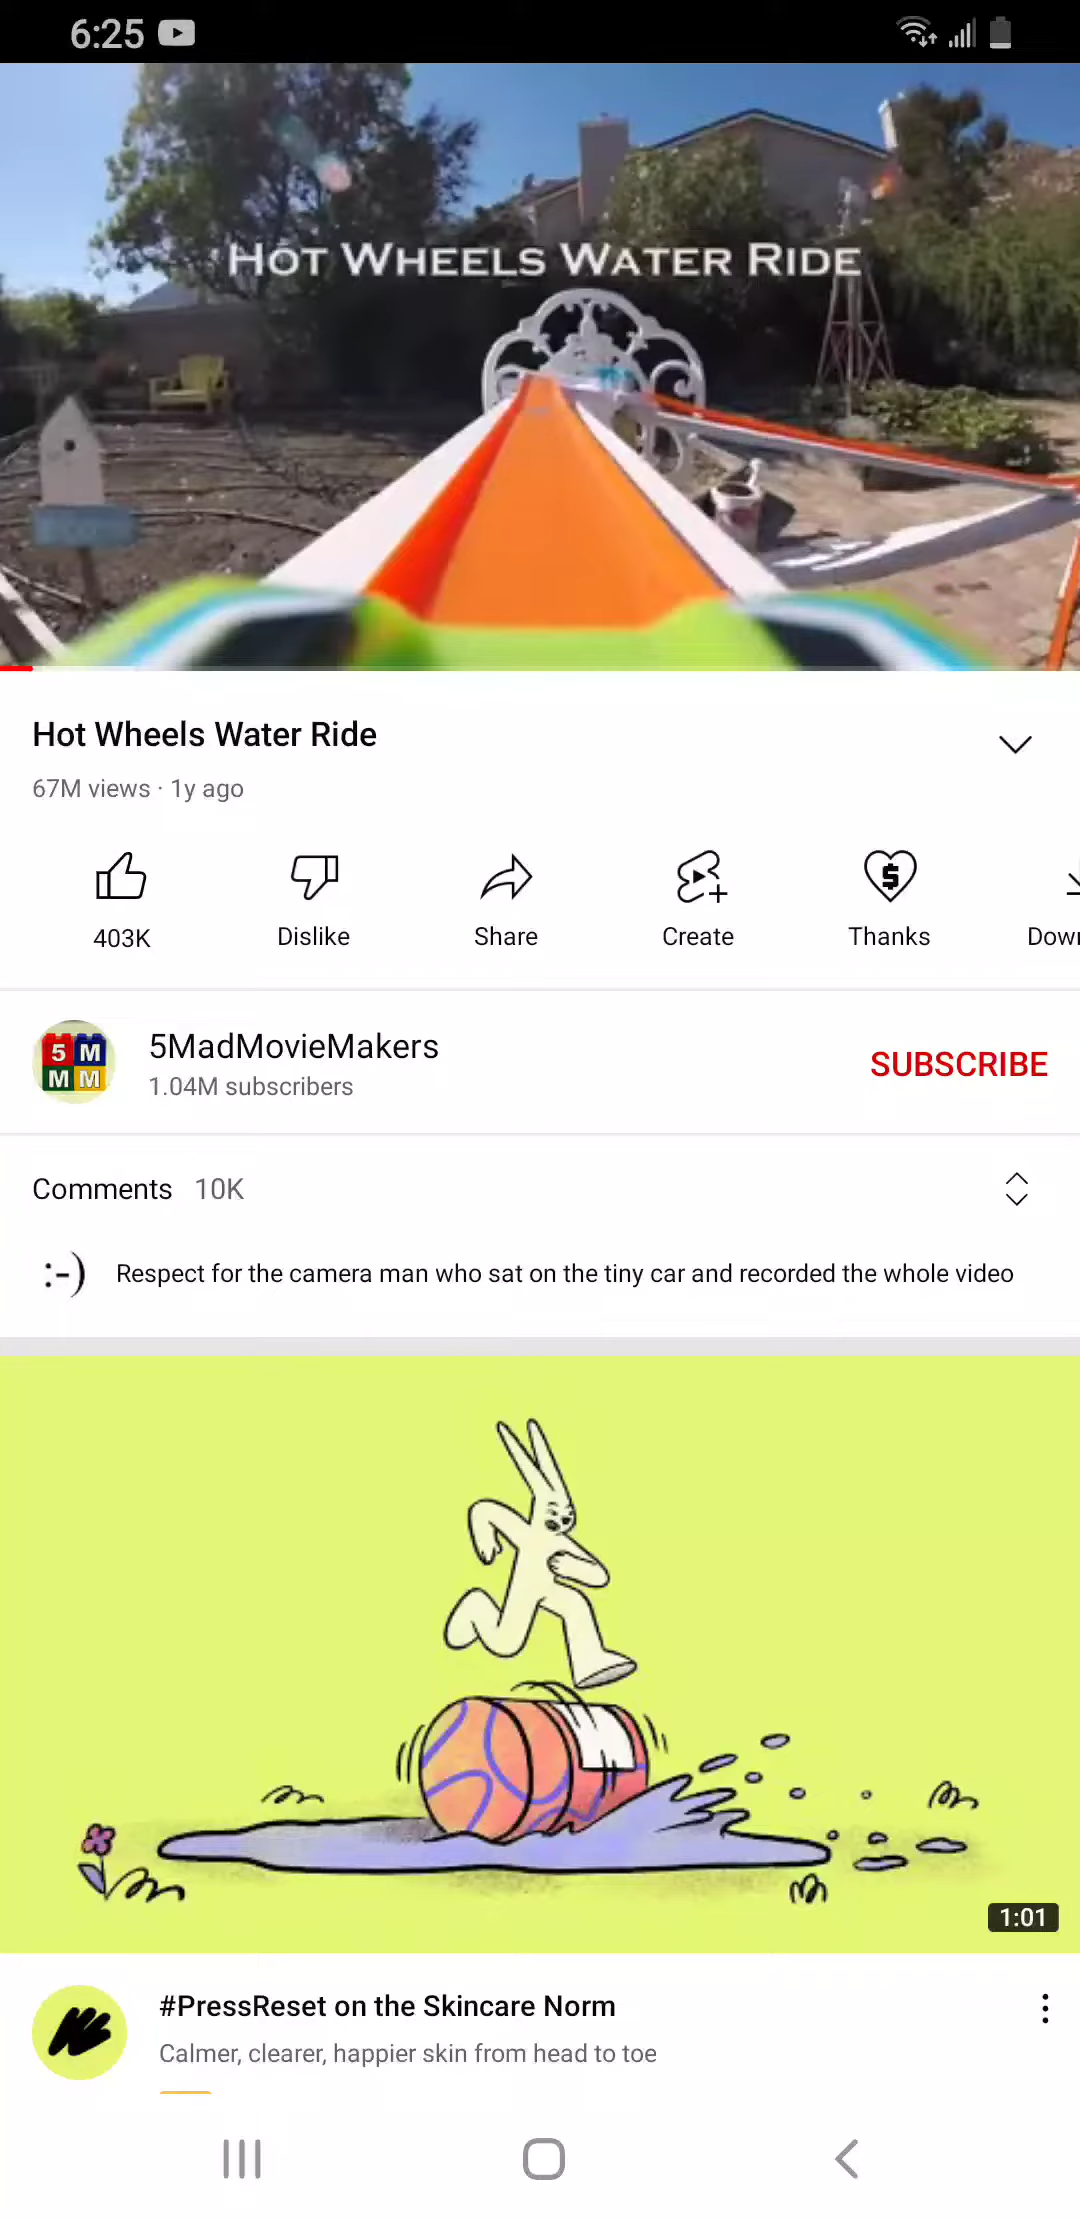 6:25
HOT WHEELS WATER RIDE
Hot Wheels Water Ride
67M views · 1y ago
403K
Dislike
Share
Create
Thanks
Dow
5 M
M M
5MadMovieMakers
1.04M subscribers
SUBSCRIBE
Comments 10K
:-) Respect for the camera man who sat on the tiny car and recorded the whole video
1:01
#PressReset on the Skincare Norm
Calmer, clearer, happier skin from head to toe